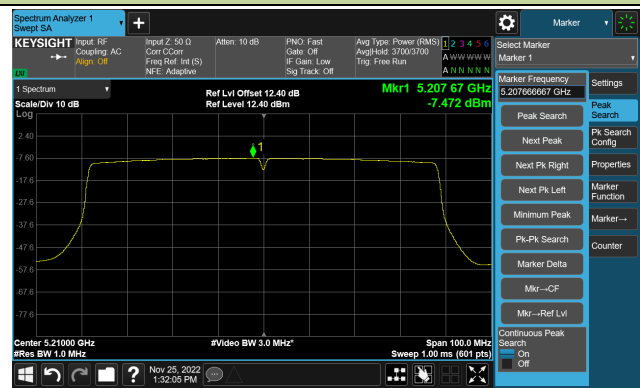 Spectrum Analyzer 1
Swept SA
+
Marker
KEYSIGHT
Input: RF
Coupling: AC
Align: Off
Input Z: 50 Ω
Corr CCorr
Freq Ref: Int (S)
NFE: Adaptive
Atten: 10 dB
PNO: Fast
Gate: Off
IF Gain: Low
Sig Track: Off
Avg Type: Power (RMS)
Avg|Hold: 3700/3700
Trig: Free Run
1 2 3 4 5 6
A W W W W W
A N N N N N
Select Marker
Marker 1
1 Spectrum
Scale/Div 10 dB
Log
Ref Lvl Offset 12.40 dB
Ref Level 12.40 dBm
Mkr1 5.207 67 GHz
-7.472 dBm
2.40
-7.60
-17.6
-27.6
-37.6
-47.6
-57.6
-67.6
-77.6
1
Center 5.21000 GHz
#Res BW 1.0 MHz
#Video BW 3.0 MHz*
Span 100.0 MHz
Sweep 1.00 ms (601 pts)
Marker Frequency
5.207666667 GHz
Peak Search
Next Peak
Next Pk Right
Next Pk Left
Minimum Peak
Pk-Pk Search
Marker Delta
Mkr→CF
Mkr→Ref Lvl
Continuous Peak
Search
On
Off
Settings
Peak
Search
Pk Search
Config
Properties
Marker
Function
Marker→
Counter
?
Nov 25, 2022
1:32:05 PM